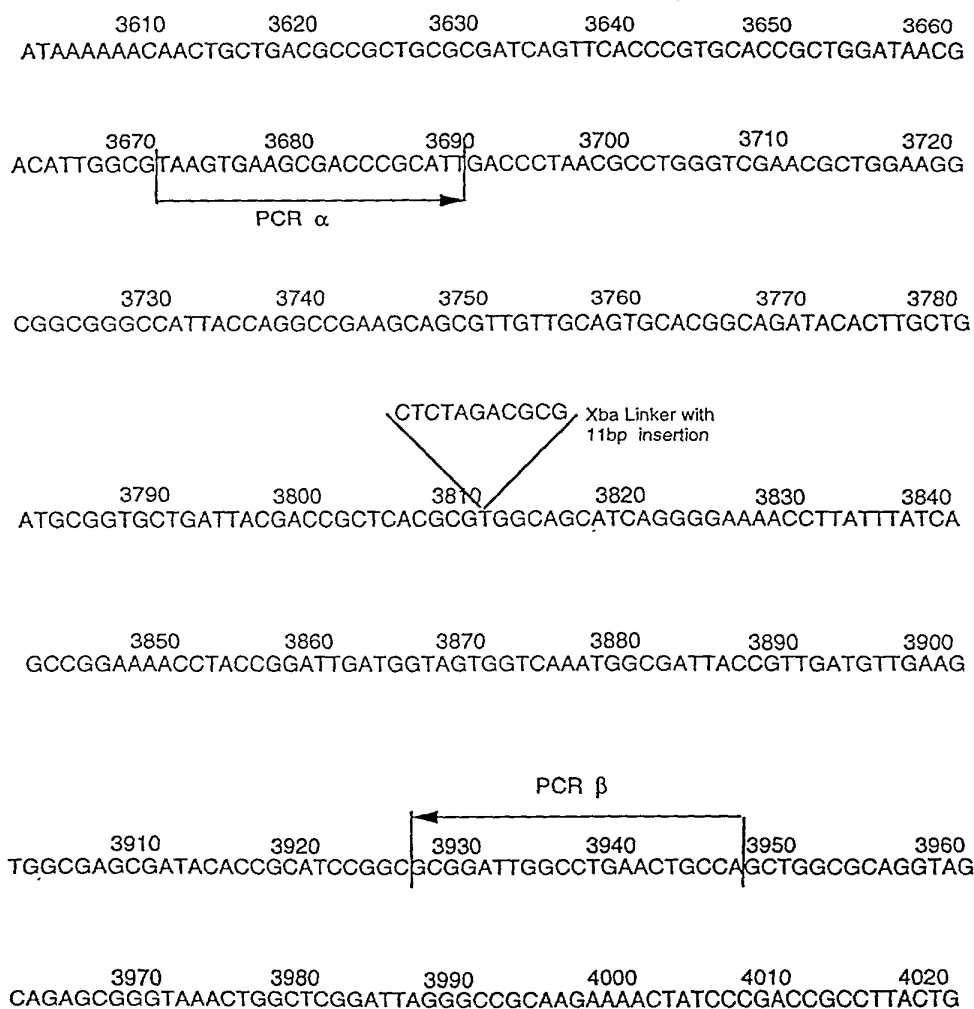 3610 3620 3630 3640 3650 3660
ATAAAAAACAACTGCTGACGCCGCTGCGCGATCAGTTCACCCGTGCACCGCTGGATAACG
3670 3680 3690 3700 3710 3720
ACATTGGCGTAAGTGAAGCGACCCGCATTGACCCTAACGCCTGGGTCGAACGCTGGAAGG
PCR α
3730 3740 3750 3760 3770 3780
CGGCGGGCCATTACCAGGCCGAAGCAGCGTTGTTGCAGTGCACGGCAGATACACTTGCTG
CTCTAGACGCG Xba Linker with
11bp insertion
3790 3800 3810 3820 3830 3840
ATGCGGTGCTGATTACGACCGCTCACGCGTGGCAGCATCAGGGGAAAACCTTATTTATCA
3850 3860 3870 3880 3890 3900
GCCGGAAAACCTACCGGATTGATGGTAGTGGTCAAATGGCGATTACCGTTGATGTTGAAG
PCR β
3910 3920 3930 3940 3950 3960
TGGCGAGCGATACACCGCATCCGGCGCGGATTGGCCTGAACTGCCAGCTGGCGCAGGTAG
3970 3980 3990 4000 4010 4020
CAGAGCGGGTAAACTGGCTCGGATTAGGGCCGCAAGAAAACTATCCCGACCGCCTTACTG